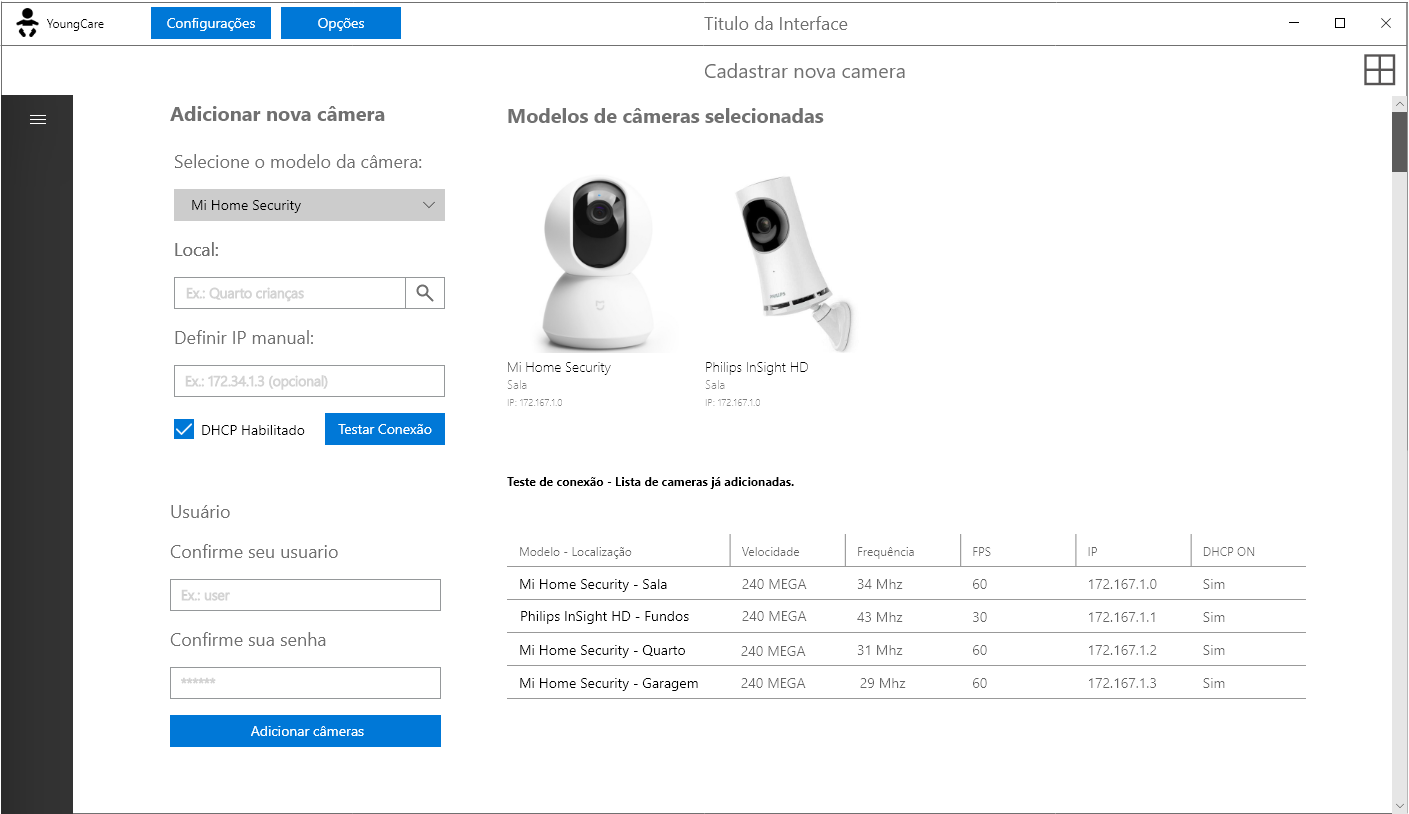 YoungCare
Configurações
Opções
Titulo da Interface
Cadastrar nova camera
Adicionar nova câmera
Selecione o modelo da câmera:
Mi Home Security
Local:
Ex.: Quarto crianças
Definir IP manual:
Ex.: 172.34.1.3 (opcional)
DHCP Habilitado
Testar Conexão
Usuário
Confirme seu usuario
Ex.: user
Confirme sua senha
******
Adicionar câmeras
Modelos de câmeras selecionadas
PHILIPS
Mi Home Security
Sala
IP: 172.167.1.0
Philips InSight HD
Sala
IP: 172.167.1.0
Teste de conexão - Lista de cameras já adicionadas.
Modelo - Localização Velocidade Frequência FPS IP DHCP ON
Mi Home Security - Sala 240 MEGA 34 Mhz 60 172.167.1.0 Sim
Philips InSight HD - Fundos 240 MEGA 43 Mhz 30 172.167.1.1 Sim
Mi Home Security - Quarto 240 MEGA 31 Mhz 60 172.167.1.2 Sim
Mi Home Security - Garagem 240 MEGA 29 Mhz 60 172.167.1.3 Sim